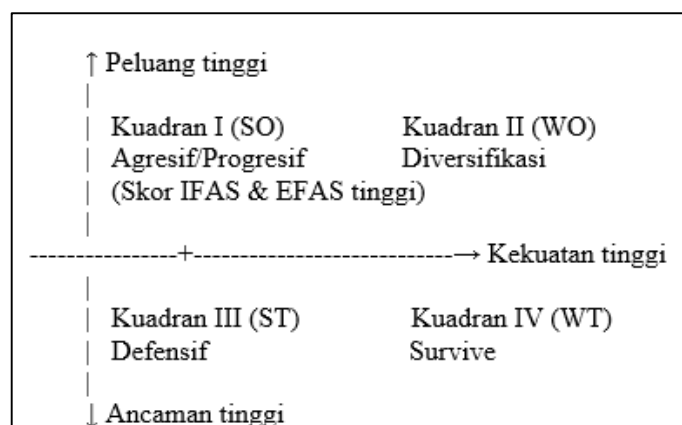 ↑ Peluang tinggi
|
| Kuadran I (SO) Kuadran II (WO)
| Agresif/Progresif Diversifikasi
| (Skor IFAS & EFAS tinggi)
|
----------------+----------------------------→ Kekuatan tinggi
|
| Kuadran III (ST) Kuadran IV (WT)
| Defensif Survive
|
↓ Ancaman tinggi